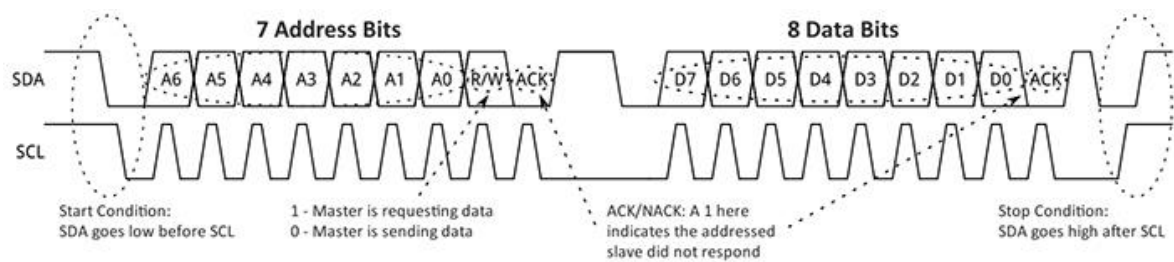 7 Address Bits 8 Data Bits
SDA A6 A5 A4 A3 A2 A1 A0 R/W ACK D7 D6 D5 D4 D3 D2 D1 D0 ACK
SCL
Start Condition:
SDA goes low before SCL
1 - Master is requesting data
0 - Master is sending data
ACK/NACK: A 1 here
indicates the addressed
slave did not respond
Stop Condition:
SDA goes high after SCL